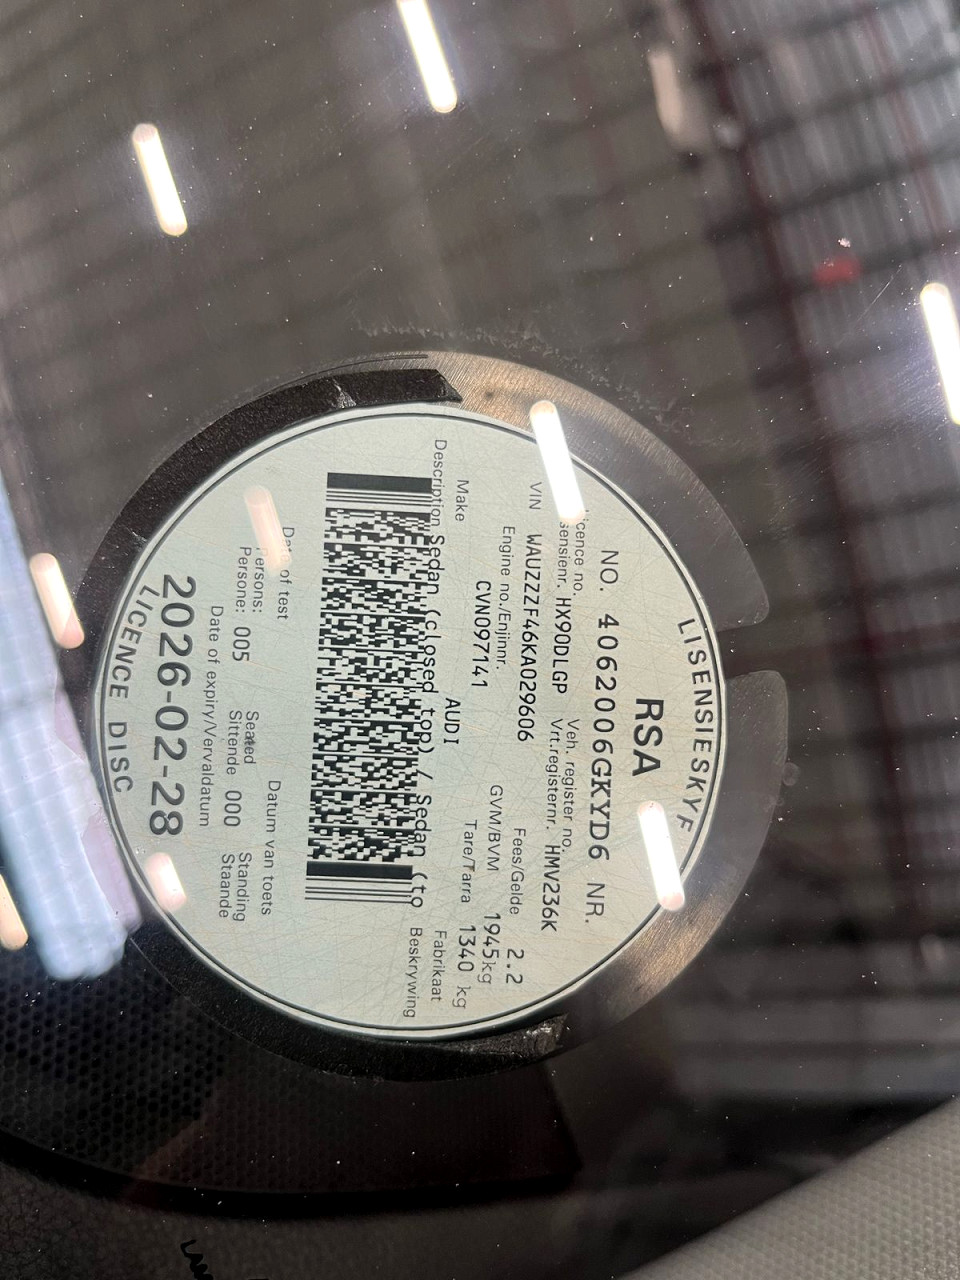 LISENSIESKYF
RSA
NO. 4062006GKYD6 NR.
icence no. Veh. register no.
sensienr. HX90DLGP Vrt.registernr. HMV236K
VIN WAUZZZF46KA029606 Fees/Gelde 2.2
Engine no./Enjinnr. GVM/BVM 1945kg
CVN097141 Tare/Tarra 1340 kg
Make AUDI Fabrikaat
Description Sedan (closed top) / Sedan (to Beskrywing
Date of test Datum van toets
Persons: Seated Standing
Persone: 005 Sittende 000 Staande
Date of expiry/Vervaldatum
2026-02-28
LICENCE DISC